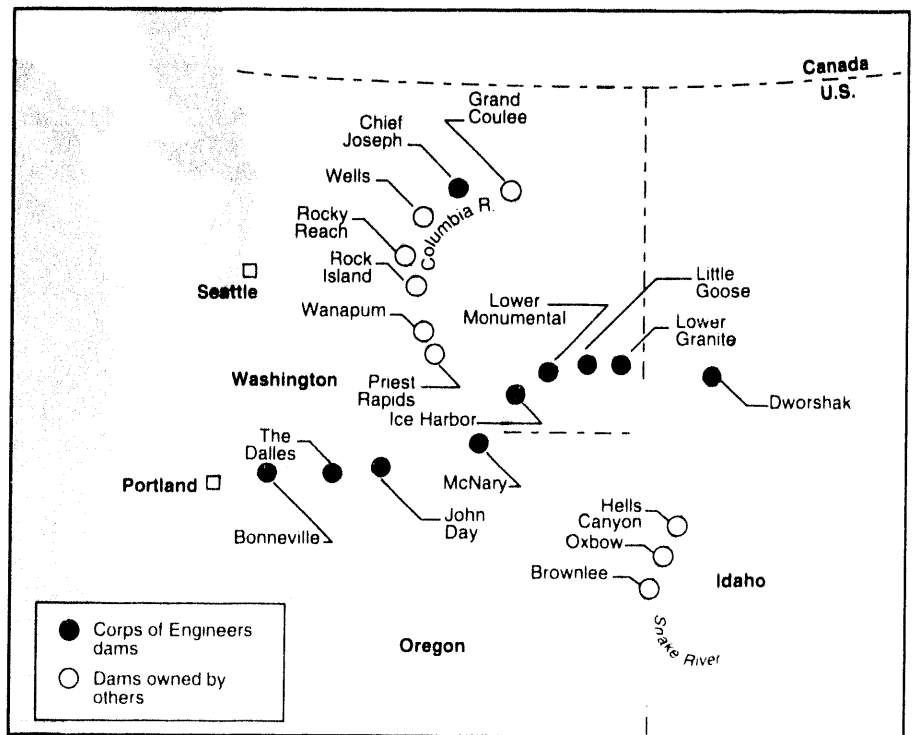 Canada
U.S.
Grand
Coulee
Chief
Joseph
Wells
Columbia R.
Rocky
Reach
Rock
Island
Seattle
Little
Goose
Lower
Monumental
Wanapum
Lower
Granite
Washington
Priest
Rapids
Ice Harbor
Dworshak
The
Dalles
McNary
Portland
John
Day
Bonneville
Hells
Canyon
Oxbow
Brownlee
Idaho
Snake River
Oregon
Corps of Engineers
dams
Dams owned by
others